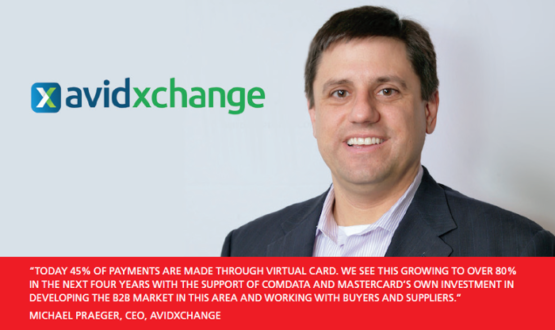 x avidxchange
“TODAY 45% OF PAYMENTS ARE MADE THROUGH VIRTUAL CARD. WE SEE THIS GROWING TO OVER 80%
IN THE NEXT FOUR YEARS WITH THE SUPPORT OF COMDATA AND MASTERCARD’S OWN INVESTMENT IN
DEVELOPING THE B2B MARKET IN THIS AREA AND WORKING WITH BUYERS AND SUPPLIERS.”
MICHAEL PRAEGER, CEO, AVIDXCHANGE